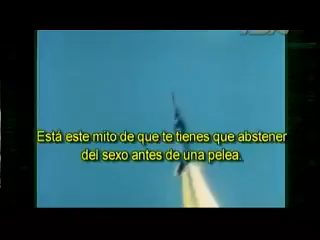 Está este mito de que te tienes que abstener
del sexo antes de una pelea.